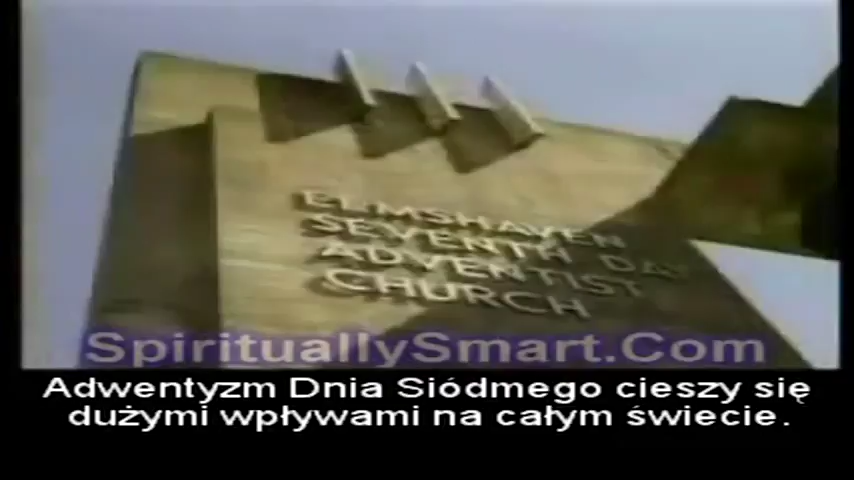 ELMSHAVEN
SEVENTH DAY
ADVENTIST
CHURCH
SpirituallySmart.Com
Adwentyzm Dnia Siódmego cieszy się
dużymi wpływami na całym świecie.